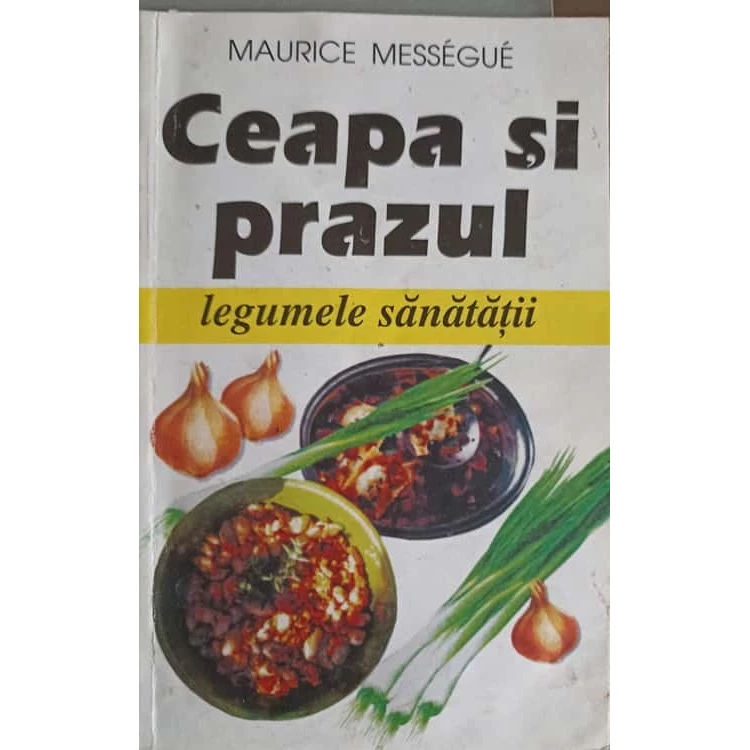 MAURICE MESSÉGUÉ
Ceapa și
prazul
legumele sănătății